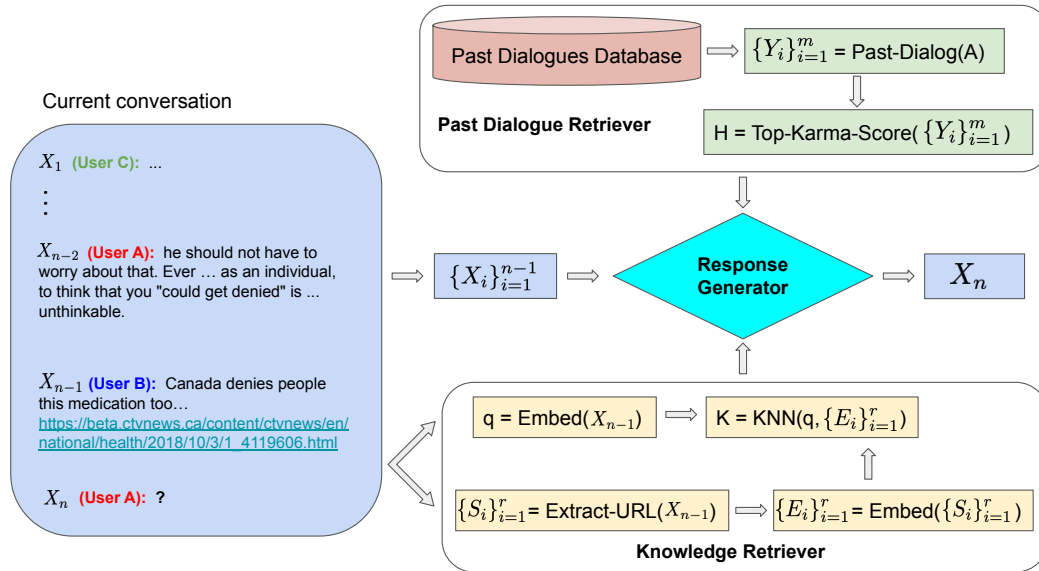 Current conversation
X_1 (User C): ...
⋮
X_{n-2} (User A): he should not have to
worry about that. Ever … as an individual,
to think that you "could get denied" is ...
unthinkable.
X_{n-1} (User B): Canada denies people
this medication too…
https://beta.ctvnews.ca/content/ctvnews/en/
national/health/2018/10/3/1_4119606.html
X_n (User A): ?
Past Dialogues Database
{Y_i}_{i=1}^m = Past-Dialog(A)
Past Dialogue Retriever
H = Top-Karma-Score( {Y_i}_{i=1}^m )
{X_i}_{i=1}^{n-1}
Response
Generator
X_n
q = Embed(X_{n-1})
K = KNN(q, {E_i}_{i=1}^r)
{S_i}_{i=1}^r = Extract-URL(X_{n-1})
{E_i}_{i=1}^r = Embed({S_i}_{i=1}^r)
Knowledge Retriever